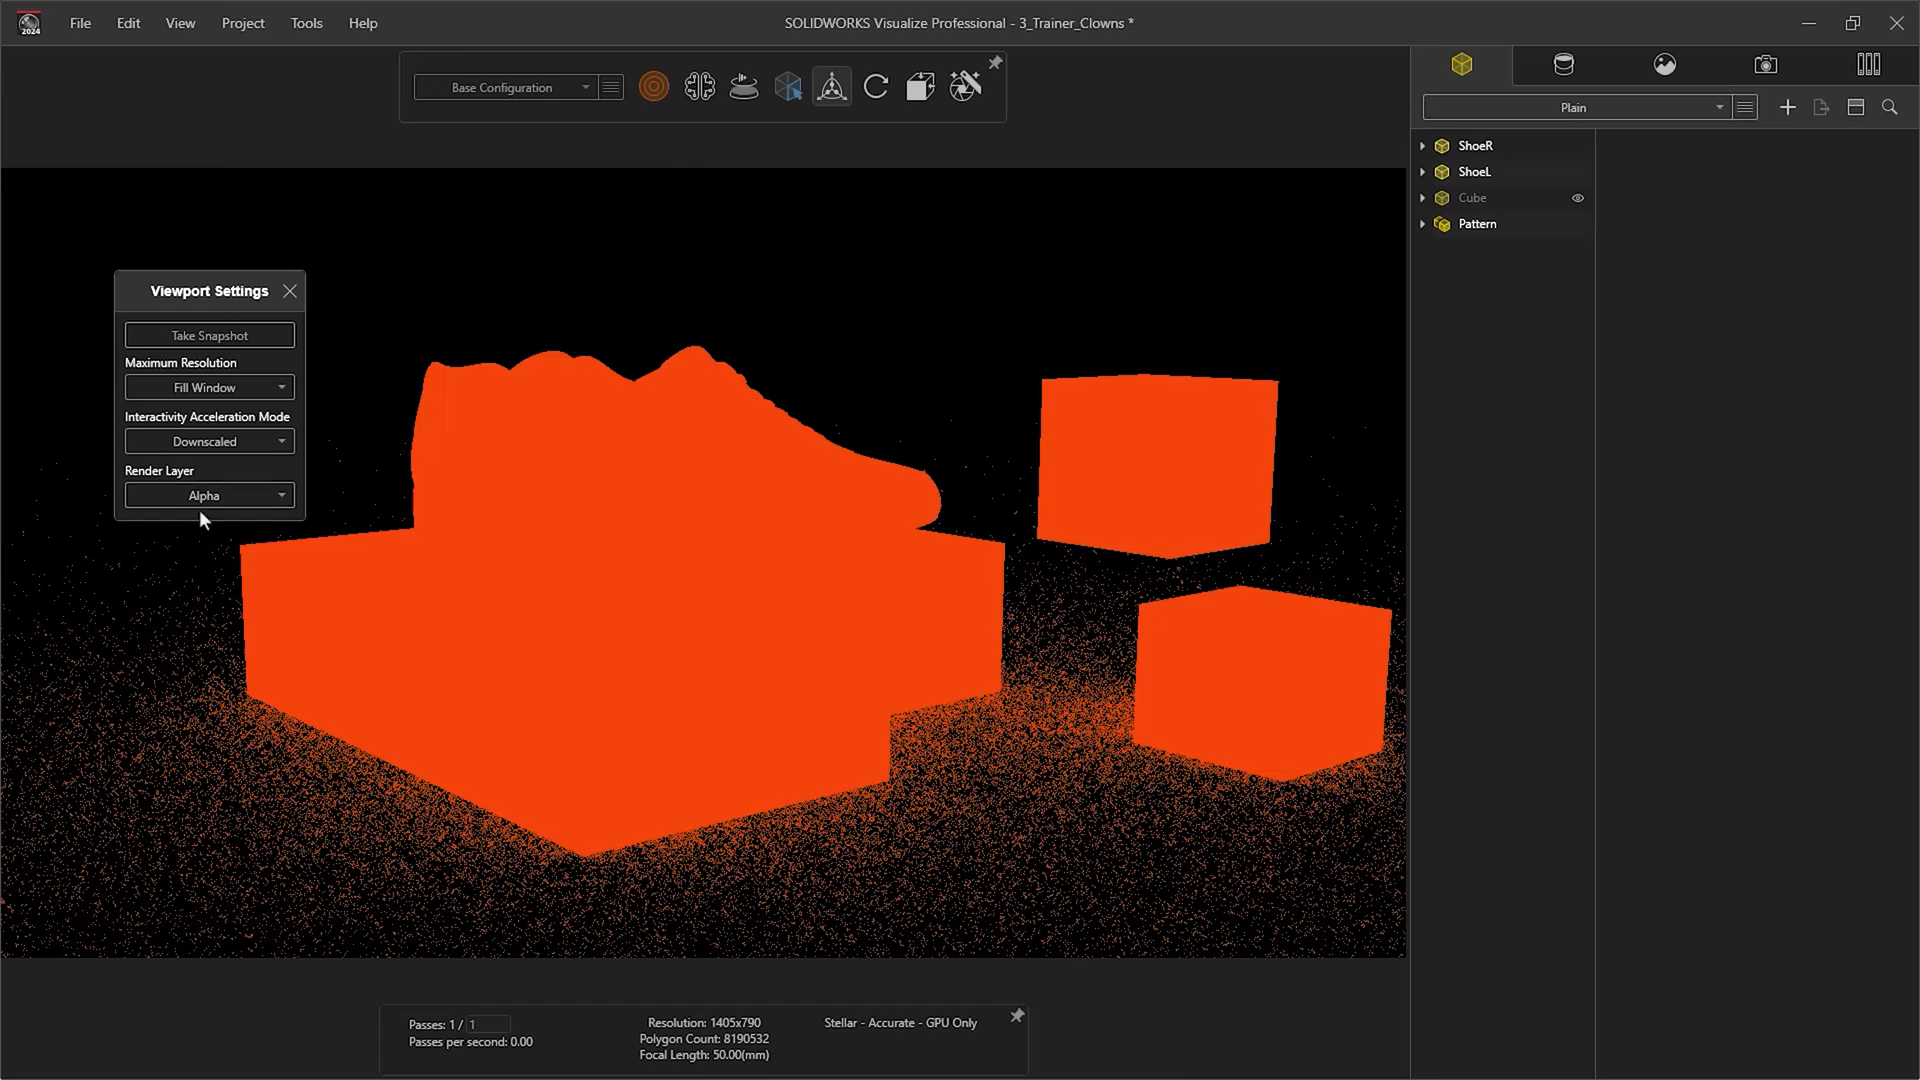 2024
File Edit View Project Tools Help
SOLIDWORKS Visualize Professional - 3_Trainer_Clowns *
Base Configuration
Plain
ShoeR
ShoeL
Cube
Pattern
Viewport Settings
Take Snapshot
Maximum Resolution
Fill Window
Interactivity Acceleration Mode
Downscaled
Render Layer
Alpha
Passes: 1 / 1
Passes per second: 0.00
Resolution: 1405x790
Polygon Count: 8190532
Focal Length: 50.00(mm)
Stellar - Accurate - GPU Only